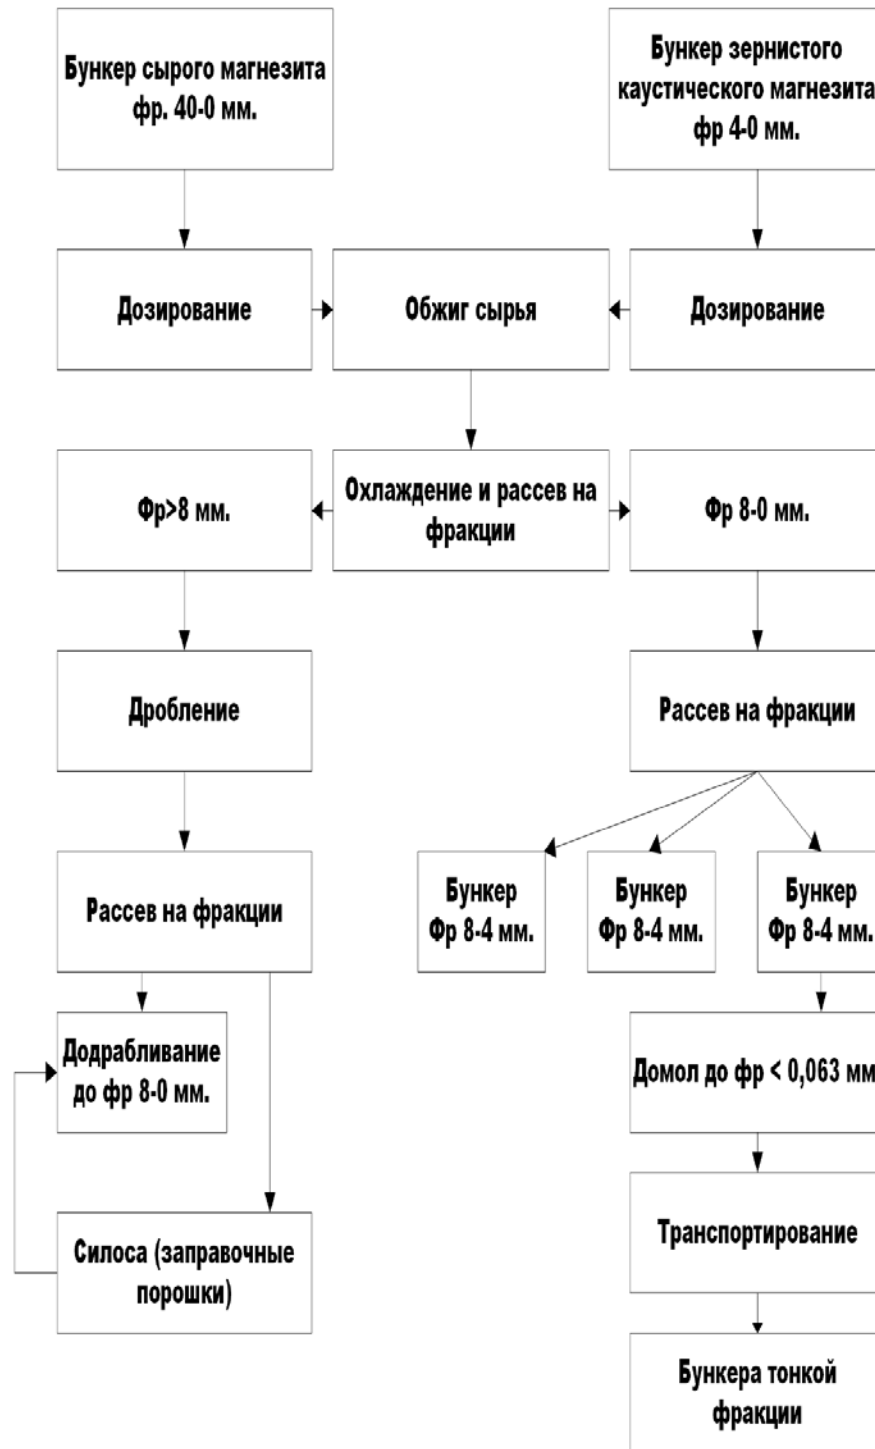 Бункер сырого магнезита
фр. 40-0 мм.
Бункер зернистого
каустического магнезита
фр 4-0 мм.
Дозирование
Обжиг сырья
Дозирование
Фр>8 мм.
Охлаждение и рассев на
фракции
Фр 8-0 мм.
Дробление
Рассев на фракции
Рассев на фракции
Бункер
Фр 8-4 мм.
Бункер
Фр 8-4 мм.
Бункер
Фр 8-4 мм.
Додрабливание
до фр 8-0 мм.
Домол до фр < 0,063 мм
Силоса (заправочные
порошки)
Транспортирование
Бункера тонкой
фракции